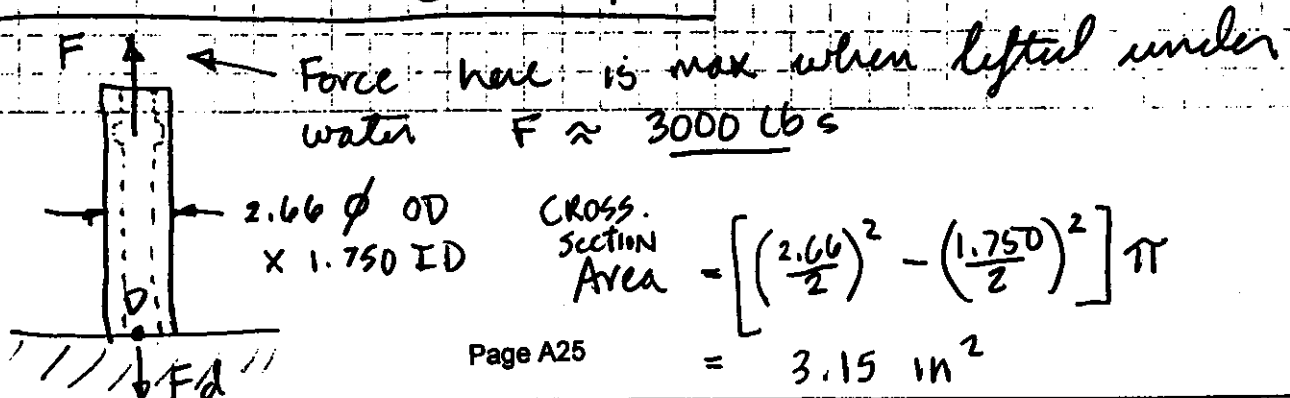 F
Force here is max when lifted under
water F ≈ 3000 lbs
2.66 ∅ OD
× 1.750 ID
CROSS.
SECTION
Area = [(2.66/2)² - (1.750/2)²] π
D
Page A25
= 3.15 in²
Fd